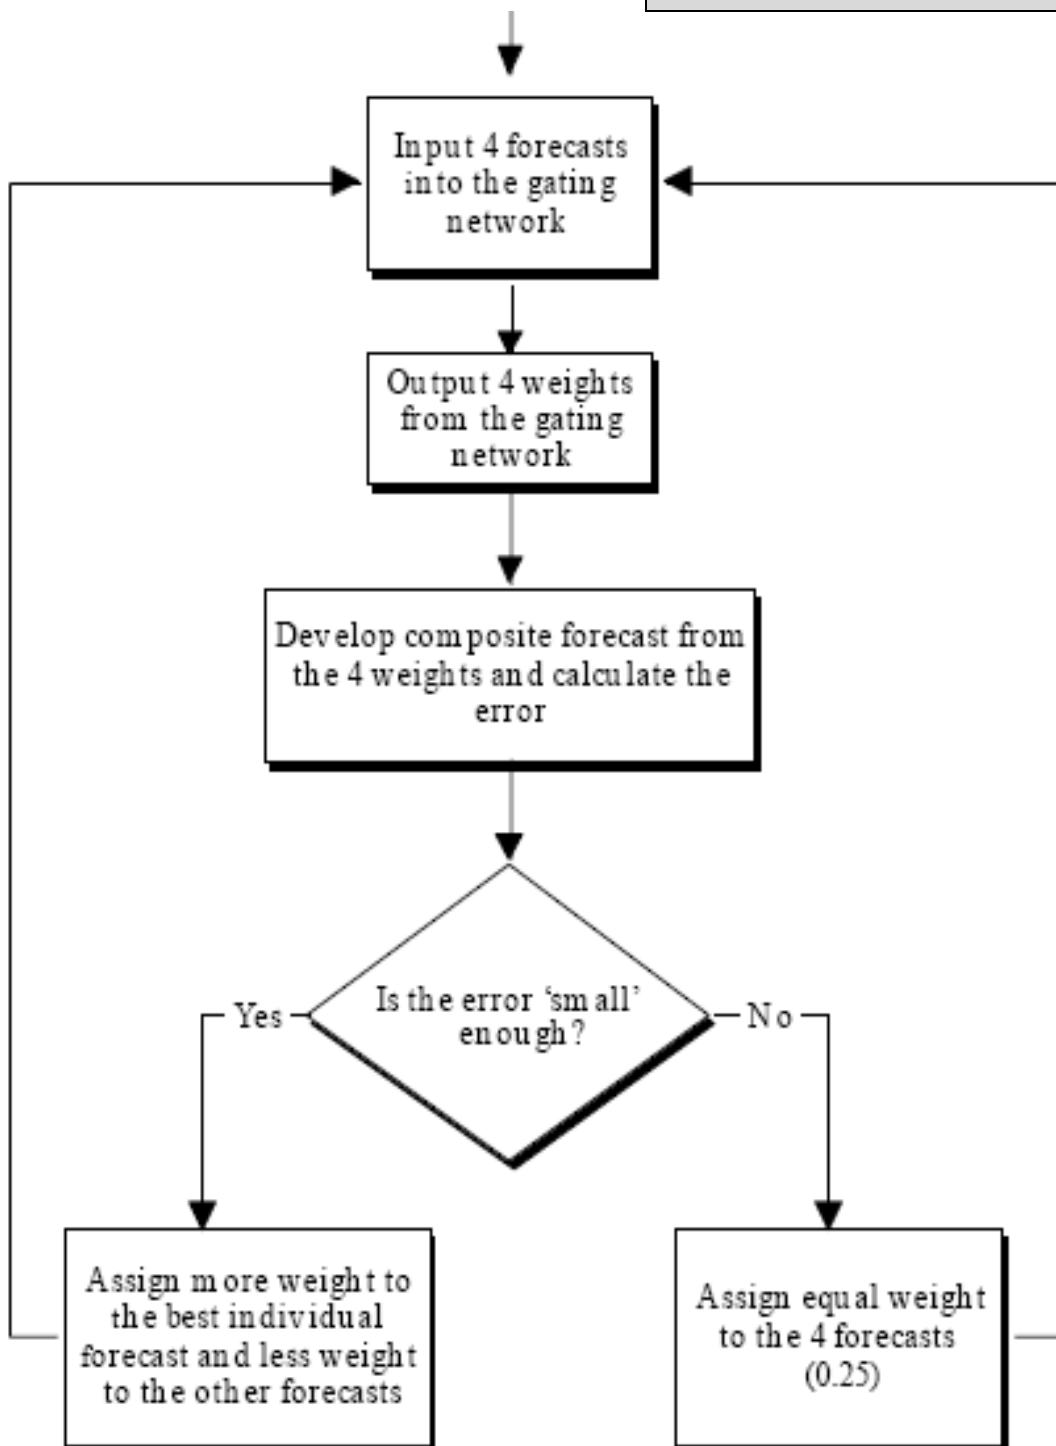 Input 4 forecasts
into the gating
network
Output 4 weights
from the gating
network
Develop composite forecast from
the 4 weights and calculate the
error
Is the error ‘small’
enough?
Yes
No
Assign more weight to
the best individual
forecast and less weight
to the other forecasts
Assign equal weight
to the 4 forecasts
(0.25)